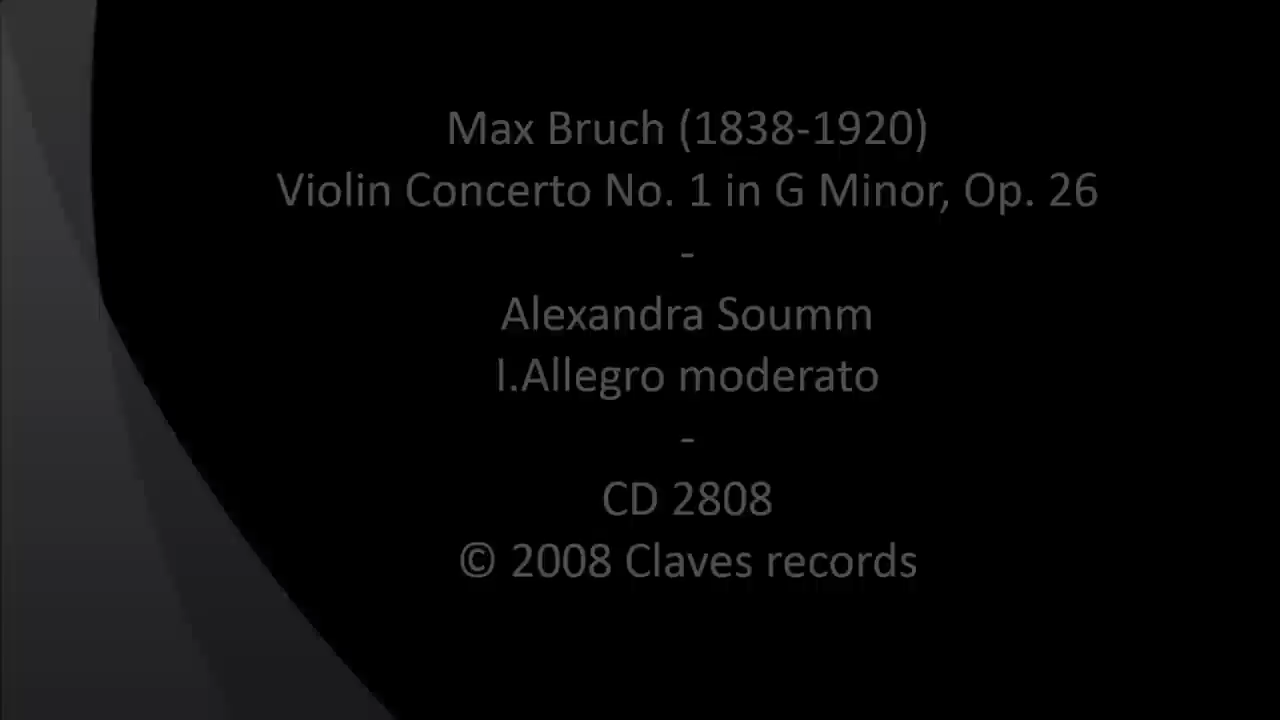 Max Bruch (1838-1920)
Violin Concerto No. 1 in G Minor, Op. 26
-
Alexandra Soumm
I.Allegro moderato
-
CD 2808
© 2008 Claves records